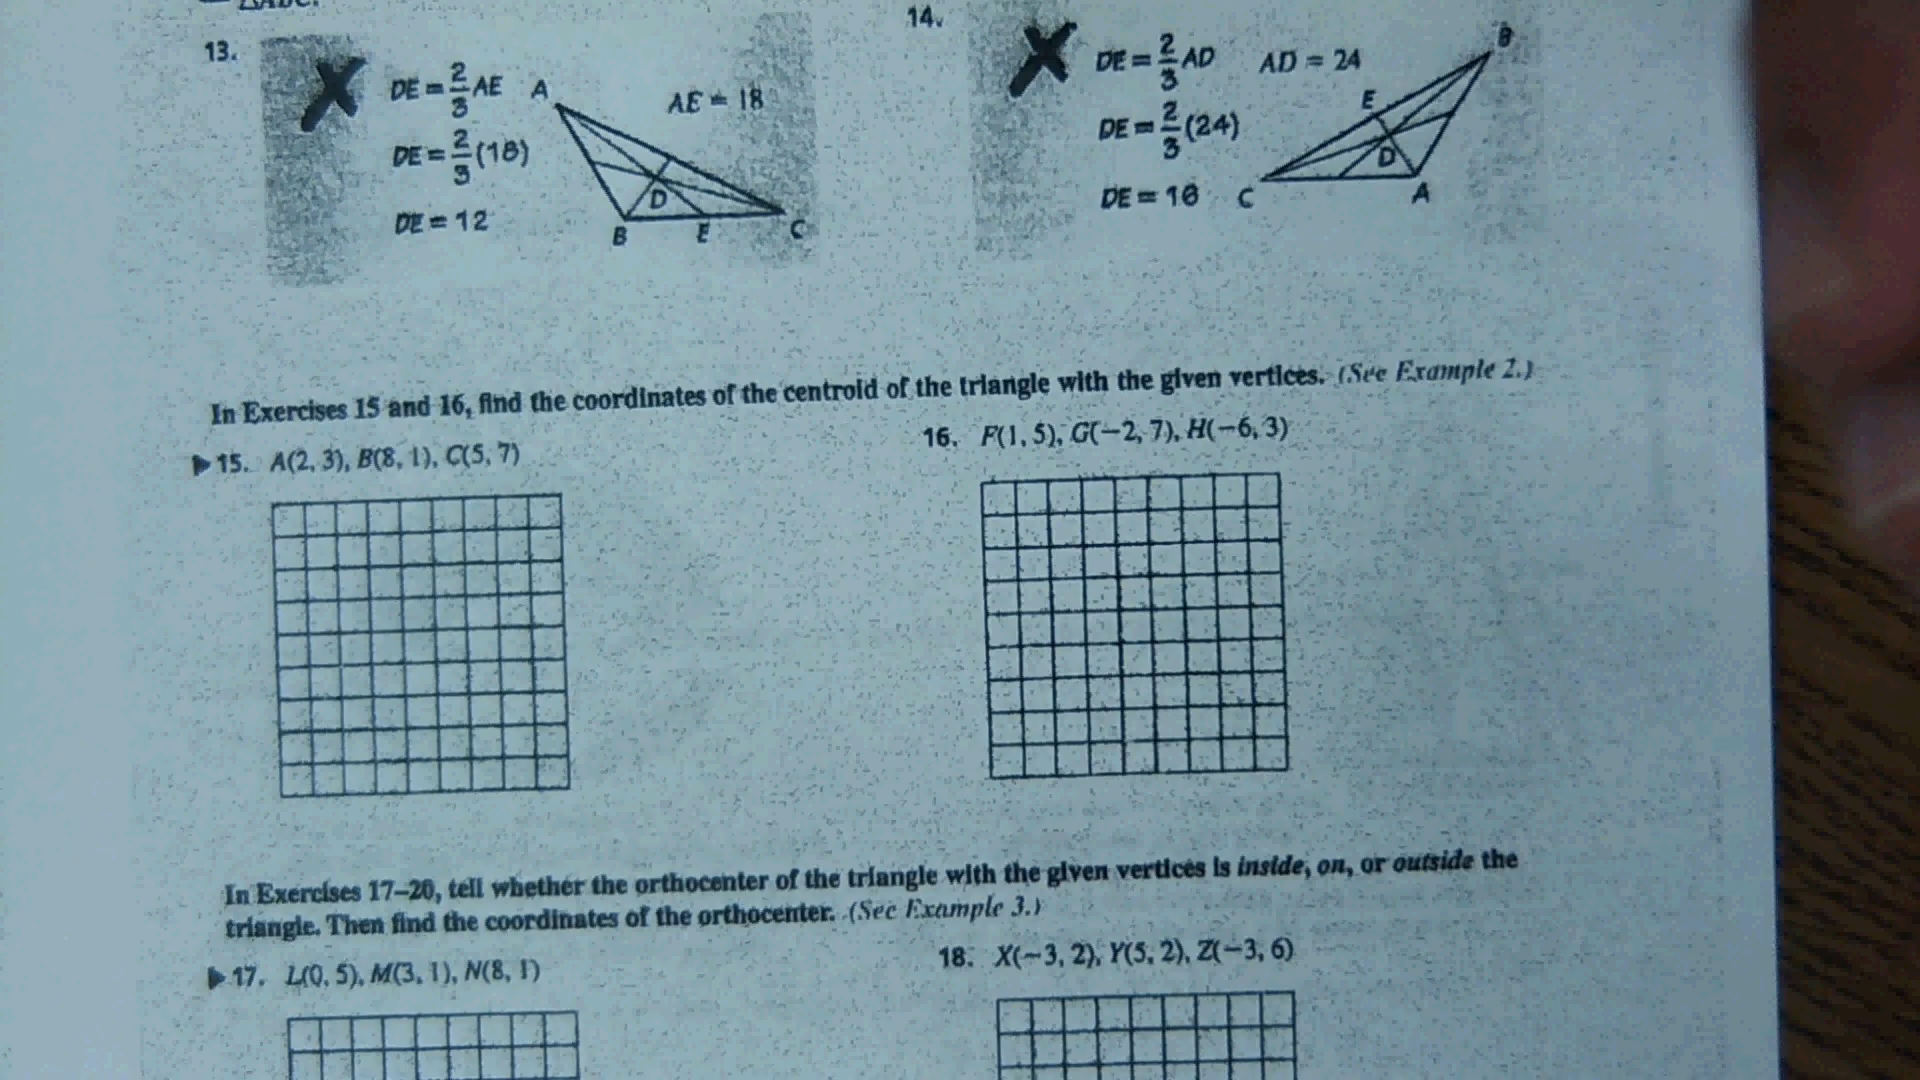 13.
DE = 2/3 AE
DE = 2/3 (18)
DE = 12
AE = 18
A
B
C
D
E
14.
DE = 2/3 AD
DE = 2/3 (24)
DE = 16
AD = 24
B
E
D
C
A
In Exercises 15 and 16, find the coordinates of the centroid of the triangle with the given vertices. (See Example 2.)
15. A(2, 3), B(8, 1), C(5, 7)
16. F(1, 5), G(−2, 7), H(−6, 3)
In Exercises 17–20, tell whether the orthocenter of the triangle with the given vertices is inside, on, or outside the
triangle. Then find the coordinates of the orthocenter. (See Example 3.)
17. L(0, 5), M(3, 1), N(8, 1)
18. X(−3, 2), Y(5, 2), Z(−3, 6)